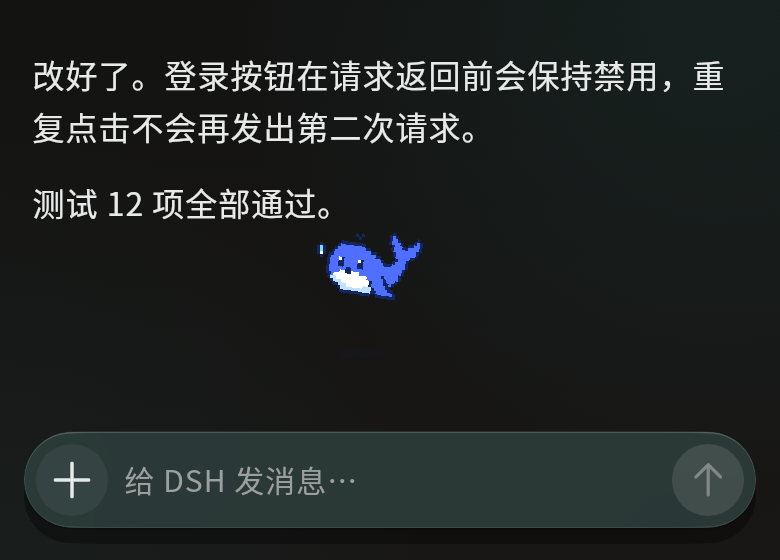 改好了。登录按钮在请求返回前会保持禁用，重
复点击不会再发出第二次请求。
测试 12 项全部通过。
给 DSH 发消息…